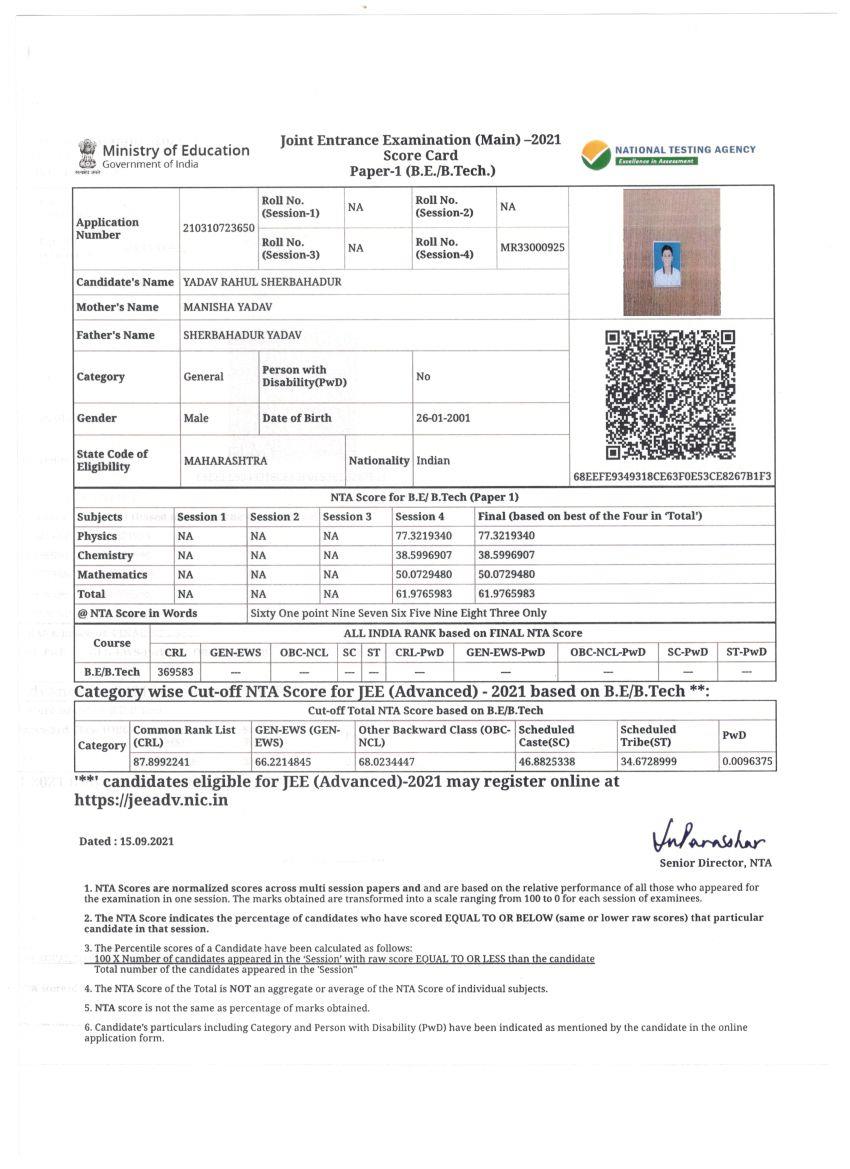 Ministry of Education
Government of India
सत्यमेव जयते
Joint Entrance Examination (Main) –2021
Score Card
Paper-1 (B.E./B.Tech.)
NATIONAL TESTING AGENCY
Excellence in Assessment
Application Number 210310723650 Roll No. (Session-1) NA Roll No. (Session-2) NA
Roll No. (Session-3) NA Roll No. (Session-4) MR33000925
Candidate's Name YADAV RAHUL SHERBAHADUR
Mother's Name MANISHA YADAV
Father's Name SHERBAHADUR YADAV
Category General Person with Disability(PwD) No
Gender Male Date of Birth 26-01-2001
State Code of Eligibility MAHARASHTRA Nationality Indian
68EEFE9349318CE63F0E53CE8267B1F3
NTA Score for B.E/ B.Tech (Paper 1)
Subjects Session 1 Session 2 Session 3 Session 4 Final (based on best of the Four in 'Total')
Physics NA NA NA 77.3219340 77.3219340
Chemistry NA NA NA 38.5996907 38.5996907
Mathematics NA NA NA 50.0729480 50.0729480
Total NA NA NA 61.9765983 61.9765983
@ NTA Score in Words Sixty One point Nine Seven Six Five Nine Eight Three Only
Course ALL INDIA RANK based on FINAL NTA Score
CRL GEN-EWS OBC-NCL SC ST CRL-PwD GEN-EWS-PwD OBC-NCL-PwD SC-PwD ST-PwD
B.E/B.Tech 369583 --- --- --- --- --- --- --- --- ---
Category wise Cut-off NTA Score for JEE (Advanced) - 2021 based on B.E/B.Tech **:
Cut-off Total NTA Score based on B.E/B.Tech
Category Common Rank List (CRL) GEN-EWS (GEN-EWS) Other Backward Class (OBC-NCL) Scheduled Caste(SC) Scheduled Tribe(ST) PwD
87.8992241 66.2214845 68.0234447 46.8825338 34.6728999 0.0096375
'**' candidates eligible for JEE (Advanced)-2021 may register online at
https://jeeadv.nic.in
Dated : 15.09.2021
Senior Director, NTA
1. NTA Scores are normalized scores across multi session papers and and are based on the relative performance of all those who appeared for
the examination in one session. The marks obtained are transformed into a scale ranging from 100 to 0 for each session of examinees.
2. The NTA Score indicates the percentage of candidates who have scored EQUAL TO OR BELOW (same or lower raw scores) that particular
candidate in that session.
3. The Percentile scores of a Candidate have been calculated as follows:
100 X Number of candidates appeared in the 'Session' with raw score EQUAL TO OR LESS than the candidate
Total number of the candidates appeared in the 'Session"
4. The NTA Score of the Total is NOT an aggregate or average of the NTA Score of individual subjects.
5. NTA score is not the same as percentage of marks obtained.
6. Candidate's particulars including Category and Person with Disability (PwD) have been indicated as mentioned by the candidate in the online
application form.